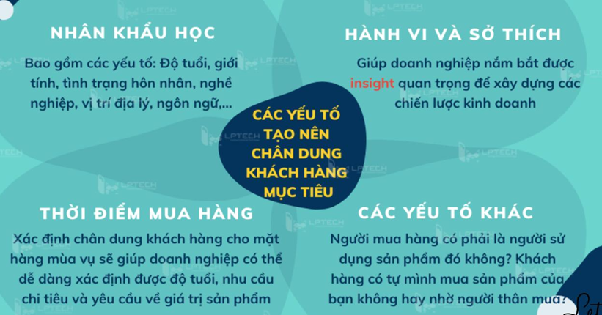 NHÂN KHẨU HỌC
Bao gồm các yếu tố: Độ tuổi, giới
tính, tình trạng hôn nhân, nghề
nghiệp, vị trí địa lý, ngôn ngữ,...
HÀNH VI VÀ SỞ THÍCH
Giúp doanh nghiệp nắm bắt được
insight quan trọng để xây dựng các
chiến lược kinh doanh
CÁC YẾU TỐ
TẠO NÊN
CHÂN DUNG
KHÁCH HÀNG
MỤC TIÊU
THỜI ĐIỂM MUA HÀNG
Xác định chân dung khách hàng cho mặt
hàng mùa vụ sẽ giúp doanh nghiệp có thể
dễ dàng xác định được độ tuổi, nhu cầu
chi tiêu và yêu cầu về giá trị sản phẩm
CÁC YẾU TỐ KHÁC
Người mua hàng có phải là người sử
dụng sản phẩm đó không? Khách
hàng có tự mình mua sản phẩm của
bạn không hay nhờ người thân mua?
LPTECH